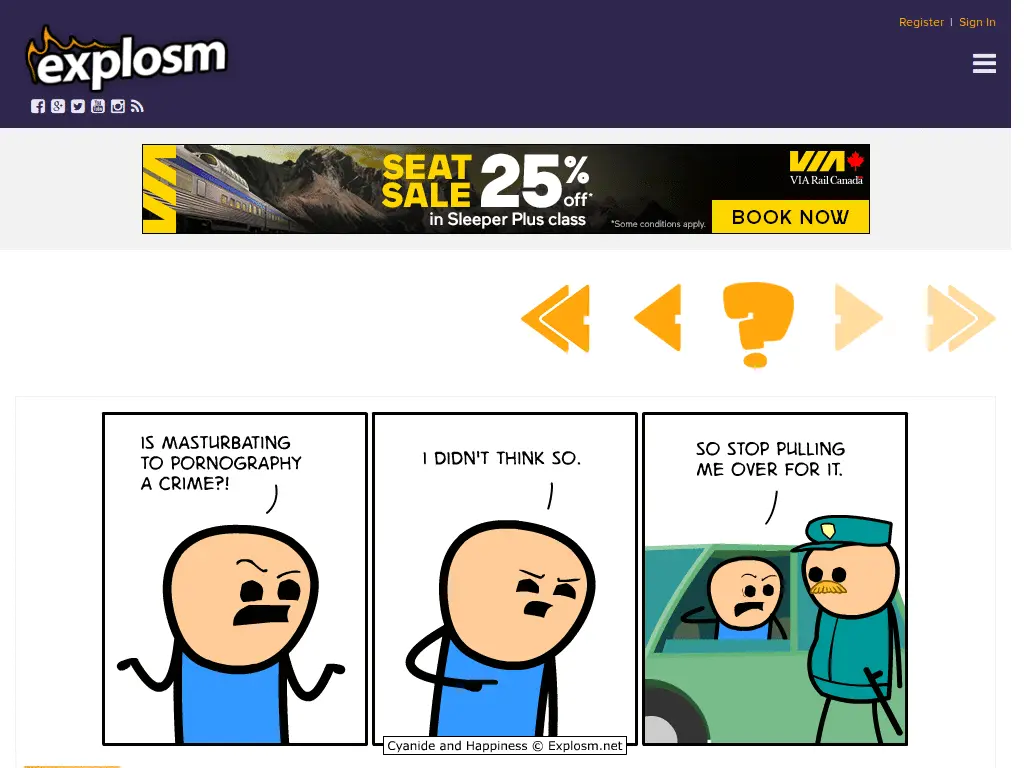 Register | Sign In
explosm
SEAT
SALE
25%
off*
in Sleeper Plus class
*Some conditions apply.
VIA
VIA Rail Canada
BOOK NOW
?
IS MASTURBATING
TO PORNOGRAPHY
A CRIME?!
I DIDN'T THINK SO.
SO STOP PULLING
ME OVER FOR IT.
Cyanide and Happiness © Explosm.net